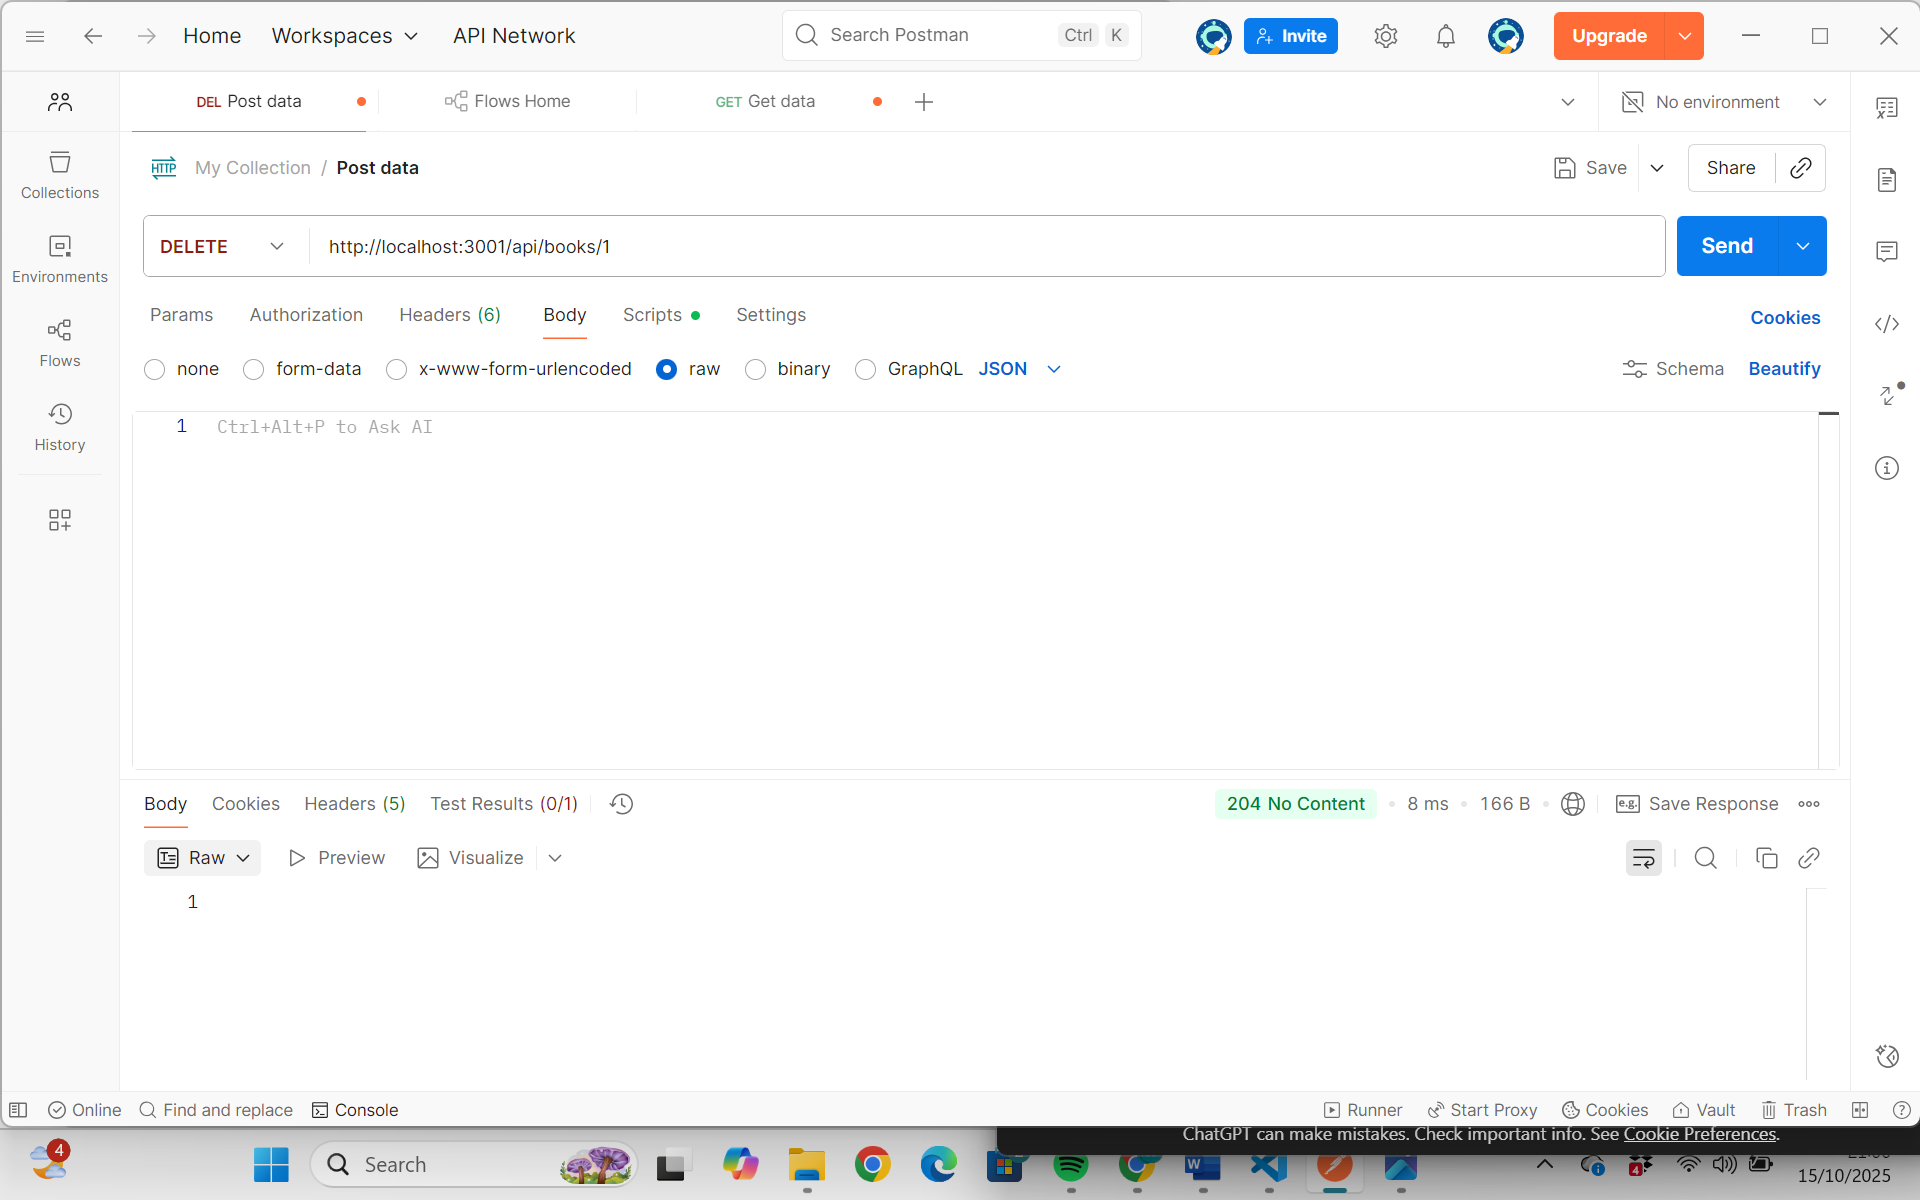 Home Workspaces API Network Search Postman Ctrl K Invite Upgrade
DEL Post data Flows Home GET Get data No environment
HTTP My Collection / Post data Save Share
Collections
DELETE http://localhost:3001/api/books/1 Send
Environments
Params Authorization Headers (6) Body Scripts Settings Cookies
Flows
none form-data x-www-form-urlencoded raw binary GraphQL JSON Schema Beautify
1 Ctrl+Alt+P to Ask AI
History
Body Cookies Headers (5) Test Results (0/1) 204 No Content 8 ms 166 B e.g. Save Response
Raw Preview Visualize
1
Online Find and replace Console Runner Start Proxy Cookies Vault Trash
ChatGPT can make mistakes. Check important info. See Cookie Preferences.
4 Search W 4
15/10/2025